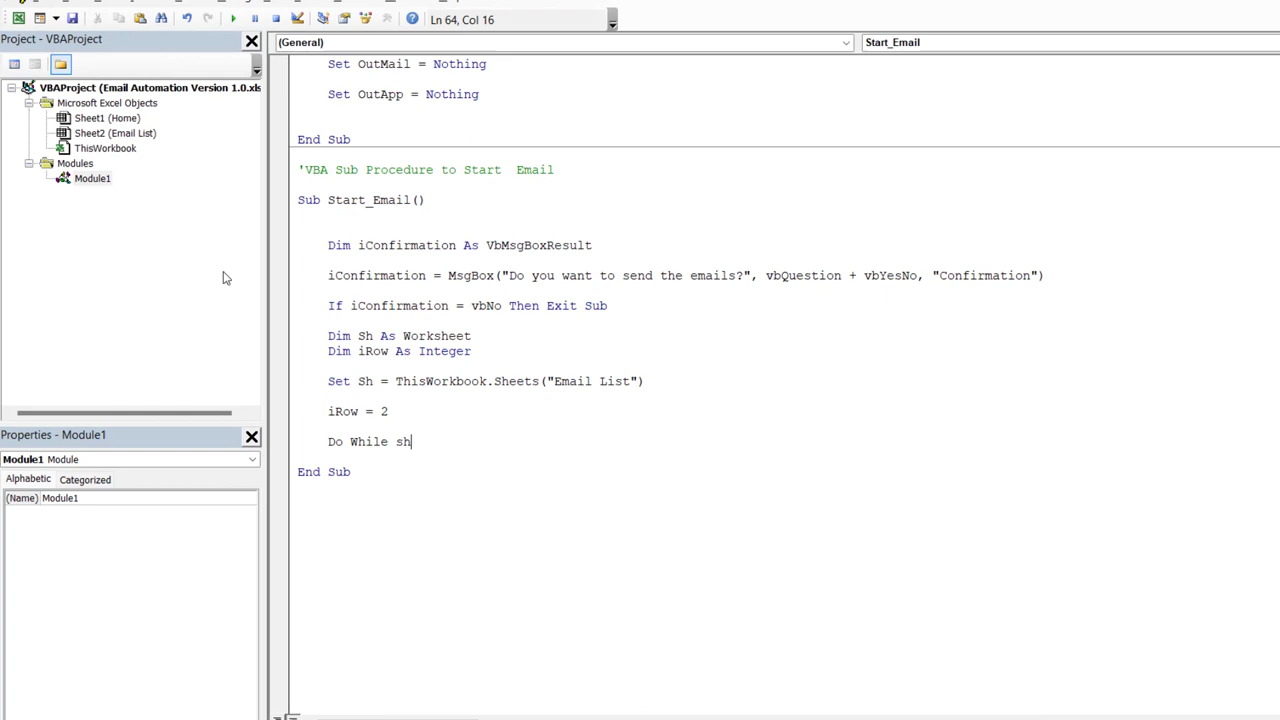 Ln 64, Col 16
Project - VBAProject
(General)
Start_Email
VBAProject (Email Automation Version 1.0.xls
Microsoft Excel Objects
Sheet1 (Home)
Sheet2 (Email List)
ThisWorkbook
Modules
Module1
Set OutMail = Nothing
Set OutApp = Nothing
End Sub
'VBA Sub Procedure to Start  Email
Sub Start_Email()
Dim iConfirmation As VbMsgBoxResult
iConfirmation = MsgBox("Do you want to send the emails?", vbQuestion + vbYesNo, "Confirmation")
If iConfirmation = vbNo Then Exit Sub
Dim Sh As Worksheet
Dim iRow As Integer
Set Sh = ThisWorkbook.Sheets("Email List")
iRow = 2
Do While sh
End Sub
Properties - Module1
Module1 Module
Alphabetic Categorized
(Name) Module1